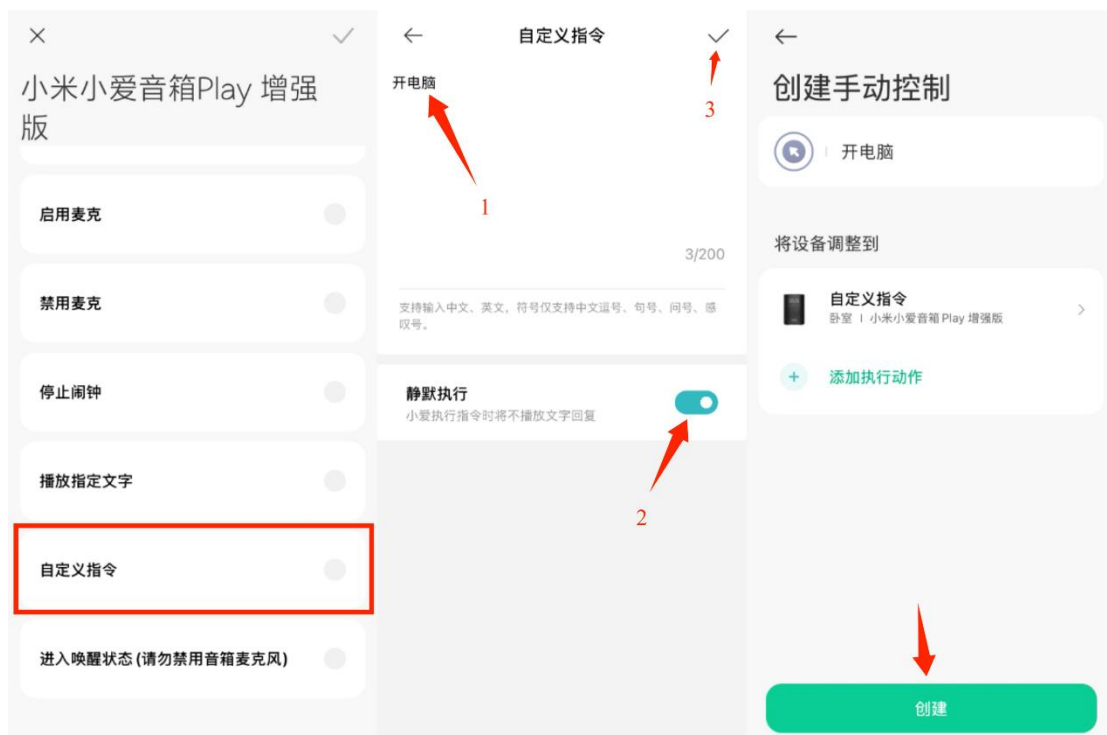 小米小爱音箱Play 增强
版
启用麦克
禁用麦克
停止闹钟
播放指定文字
自定义指令
进入唤醒状态 (请勿禁用音箱麦克风)
自定义指令
开电脑
3
1
3/200
支持输入中文、英文，符号仅支持中文逗号、句号、问号、感
叹号。
静默执行
小爱执行指令时将不播放文字回复
2
创建手动控制
开电脑
将设备调整到
自定义指令
卧室 | 小米小爱音箱 Play 增强版
添加执行动作
创建